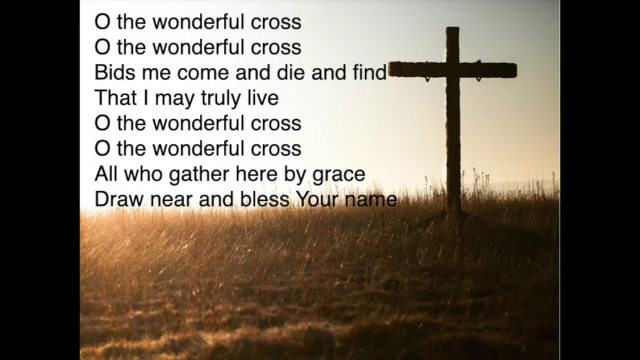 O the wonderful cross
O the wonderful cross
Bids me come and die and find
That I may truly live
O the wonderful cross
O the wonderful cross
All who gather here by grace
Draw near and bless Your name